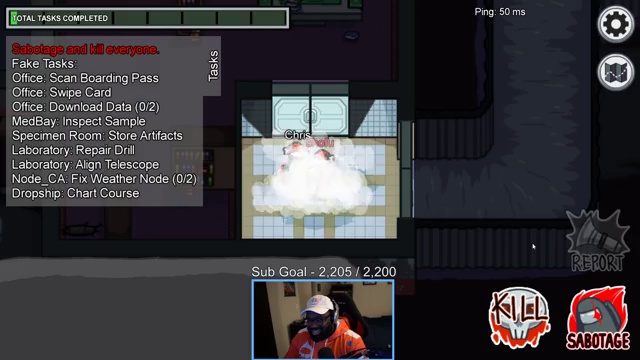 TOTAL TASKS COMPLETED
Ping: 50 ms
Sabotage and kill everyone.
Fake Tasks:
Office: Scan Boarding Pass
Office: Swipe Card
Office: Download Data (0/2)
MedBay: Inspect Sample
Specimen Room: Store Artifacts
Laboratory: Repair Drill
Laboratory: Align Telescope
Node_CA: Fix Weather Node (0/2)
Dropship: Chart Course
Tasks
Chris
REPORT
Sub Goal - 2,205 / 2,200
KILL
SABOTAGE